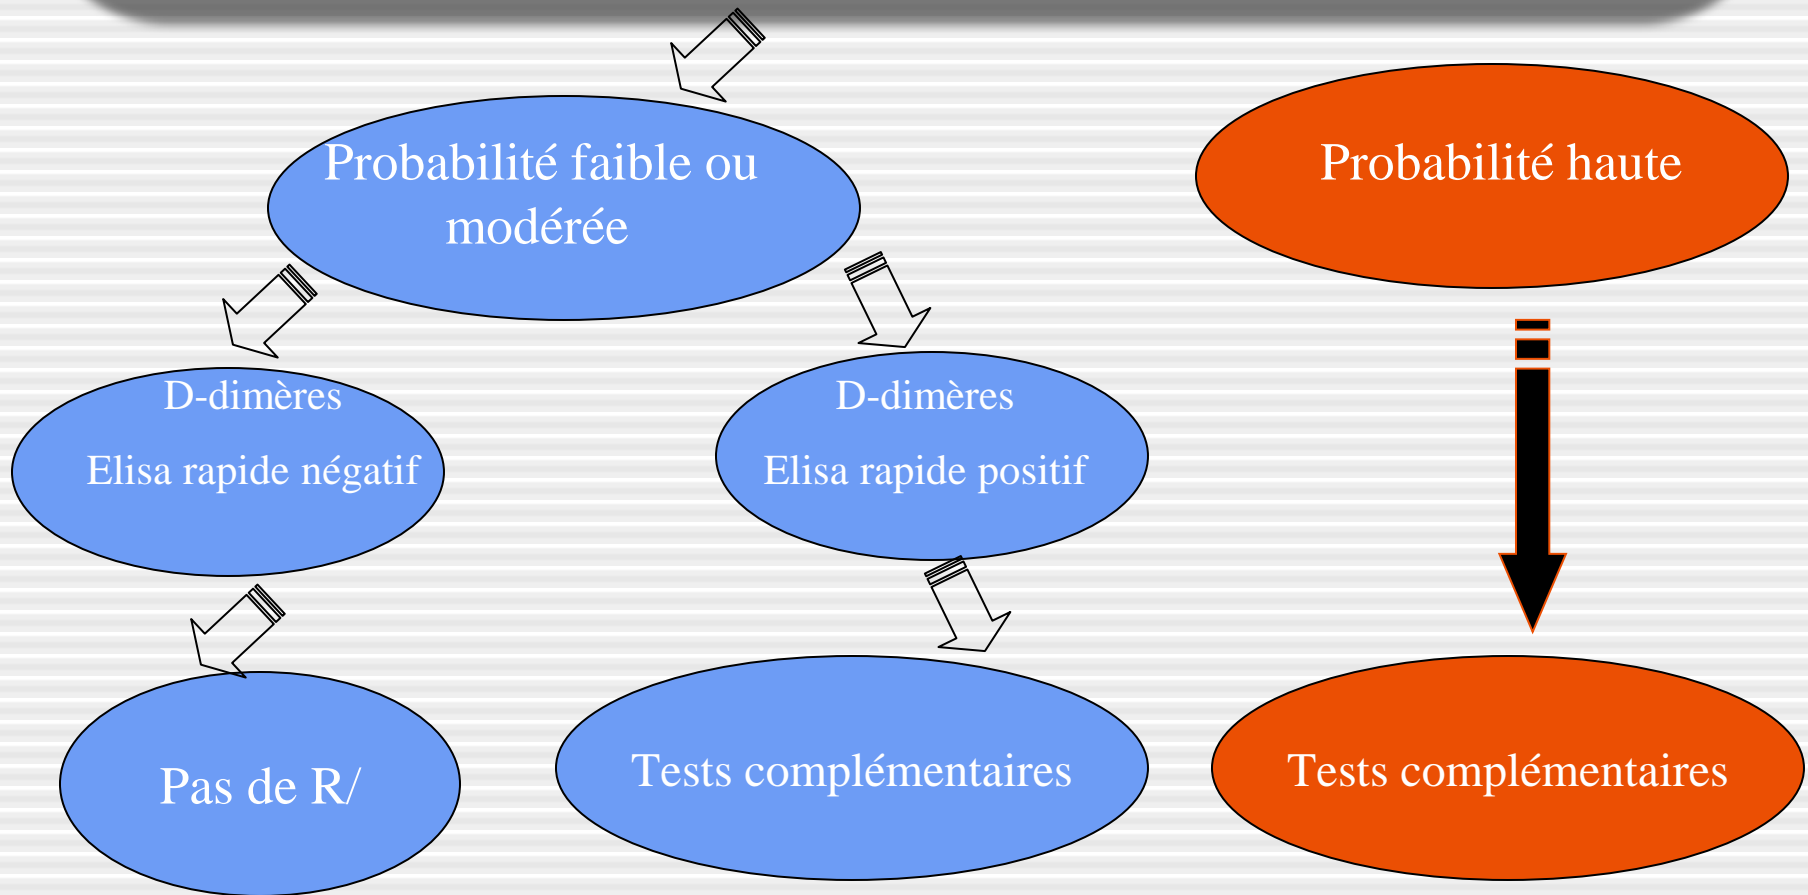 Probabilité faible ou
modérée
Probabilité haute
D-dimères
Elisa rapide négatif
D-dimères
Elisa rapide positif
Pas de R/
Tests complémentaires
Tests complémentaires